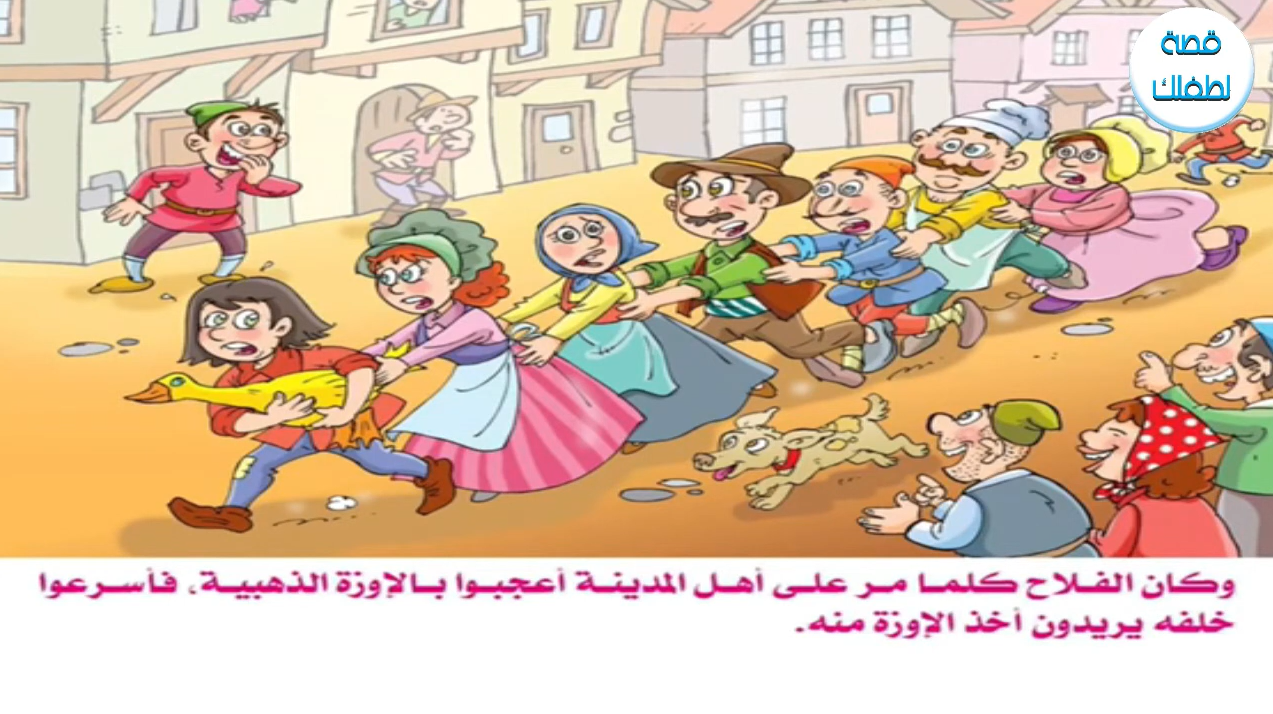 قصة
لطفلك
وكان الفلاح كلما مر على أهل المدينة أعجبوا بالإوزة الذهبية، فأسرعوا
خلفه يريدون أخذ الإوزة منه.